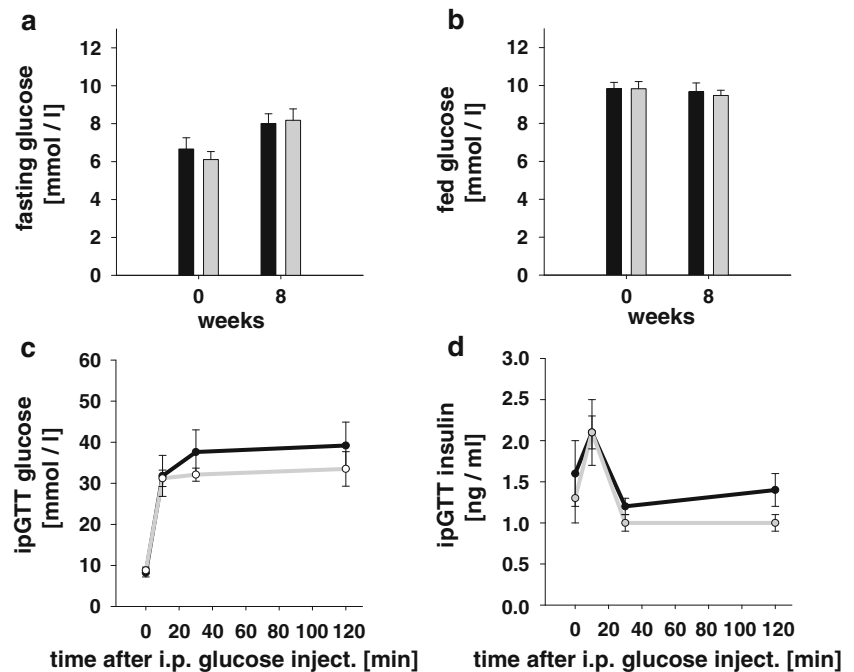 a
fasting glucose
[mmol / l]
12
10
8
6
4
2
0
0 8
weeks
b
fed glucose
[mmol / l]
12
10
8
6
4
2
0
0 8
weeks
c
ipGTT glucose
[mmol / l]
60
50
40
30
20
10
0
0 20 40 60 80 100 120
time after i.p. glucose inject. [min]
d
ipGTT insulin
[ng / ml]
3.0
2.5
2.0
1.5
1.0
0.5
0.0
0 20 40 60 80 100 120
time after i.p. glucose inject. [min]